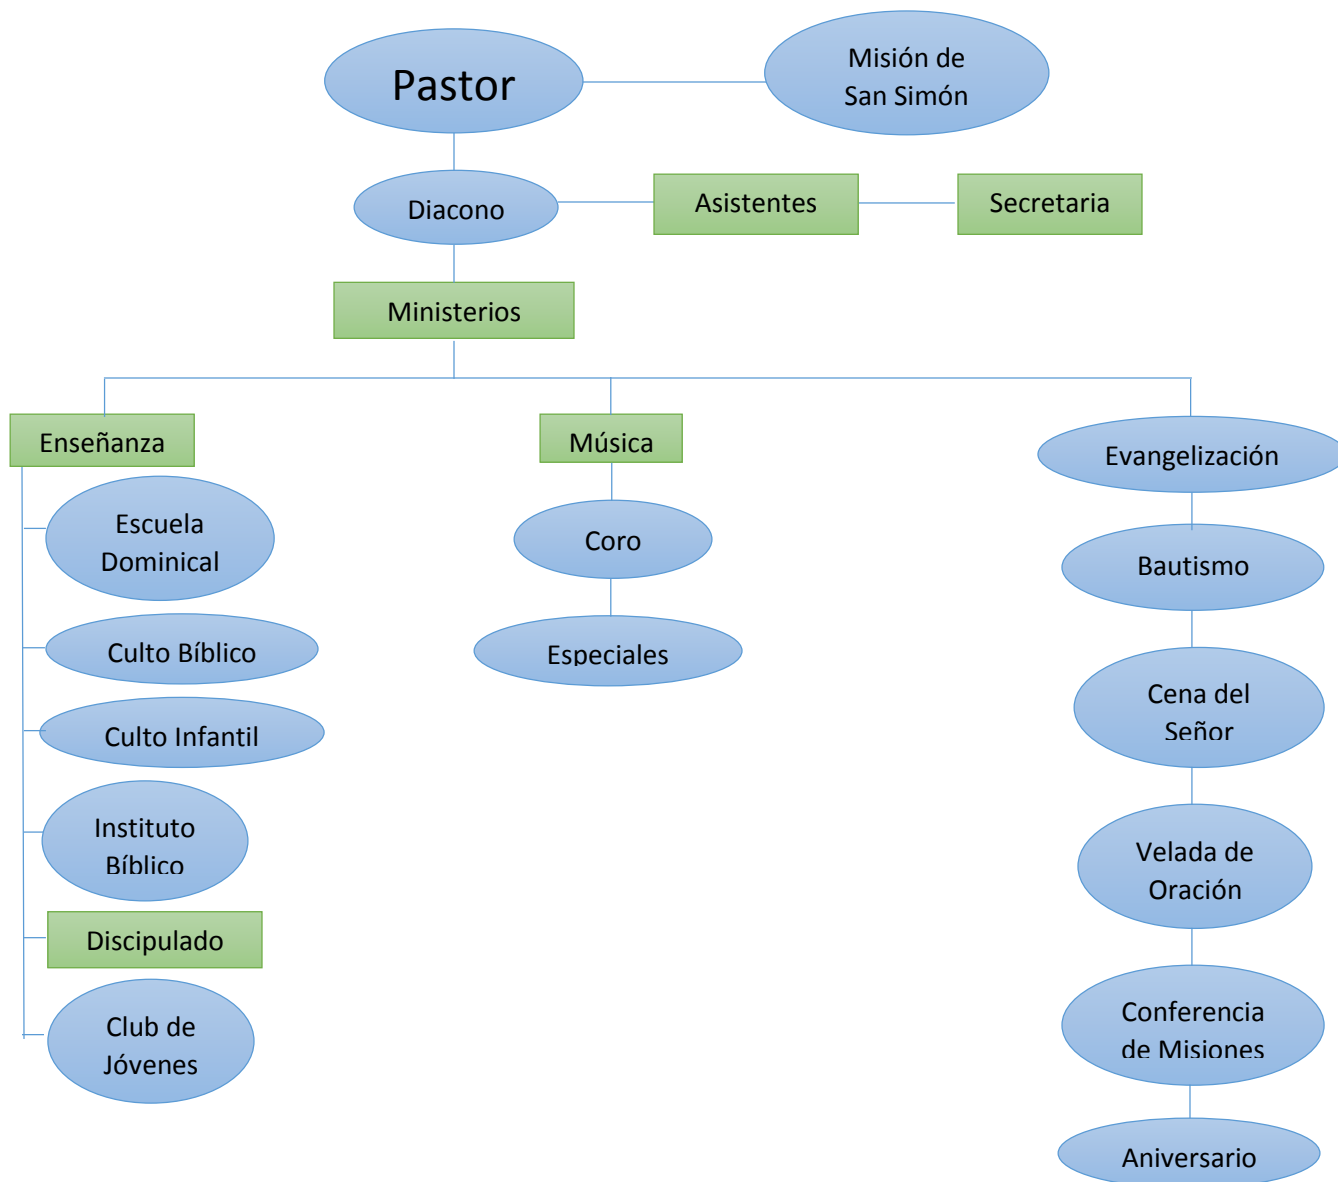 Pastor
Misión de
San Simón
Diacono
Asistentes
Secretaria
Ministerios
Enseñanza
Escuela
Dominical
Culto Bíblico
Culto Infantil
Instituto
Bíblico
Discipulado
Club de
Jóvenes
Música
Coro
Especiales
Evangelización
Bautismo
Cena del
Señor
Velada de
Oración
Conferencia
de Misiones
Aniversario